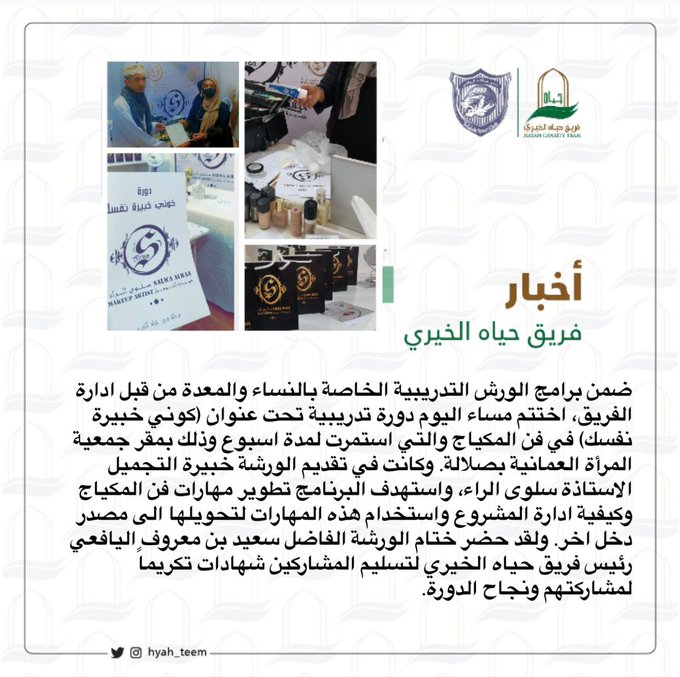 حياه
فريق حياه الخيري
HAYAH CHARITY TEAM
دورة
كوني خبيرة نفسك
S
Alraa
SALWA ALRAA سلوى الراء
MAKEUP ARTIST
أخبار
فريق حياه الخيري
ضمن برامج الورش التدريبية الخاصة بالنساء والمعدة من قبل ادارة
الفريق، اختتم مساء اليوم دورة تدريبية تحت عنوان (كوني خبيرة
نفسك) في فن المكياج والتي استمرت لمدة اسبوع وذلك بمقر جمعية
المرأة العمانية بصلالة. وكانت في تقديم الورشة خبيرة التجميل
الاستاذة سلوى الراء، واستهدف البرنامج تطوير مهارات فن المكياج
وكيفية ادارة المشروع واستخدام هذه المهارات لتحويلها الى مصدر
دخل اخر. ولقد حضر ختام الورشة الفاضل سعيد بن معروف اليافعي
رئيس فريق حياه الخيري لتسليم المشاركين شهادات تكريماً
لمشاركتهم ونجاح الدورة.
hyah_teem